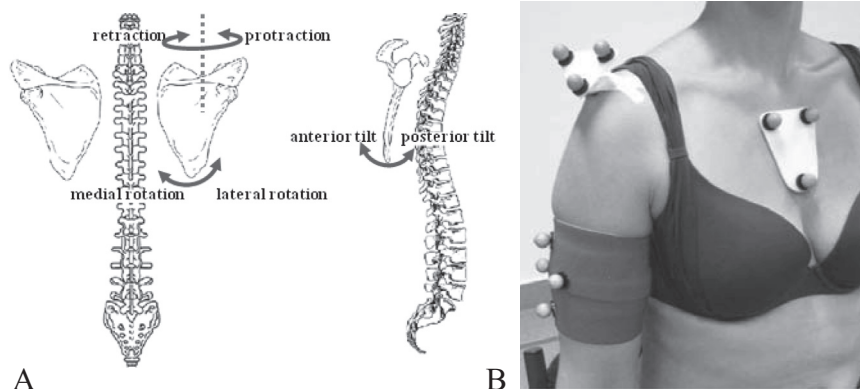 retraction protraction
anterior tilt posterior tilt
medial rotation lateral rotation
A B